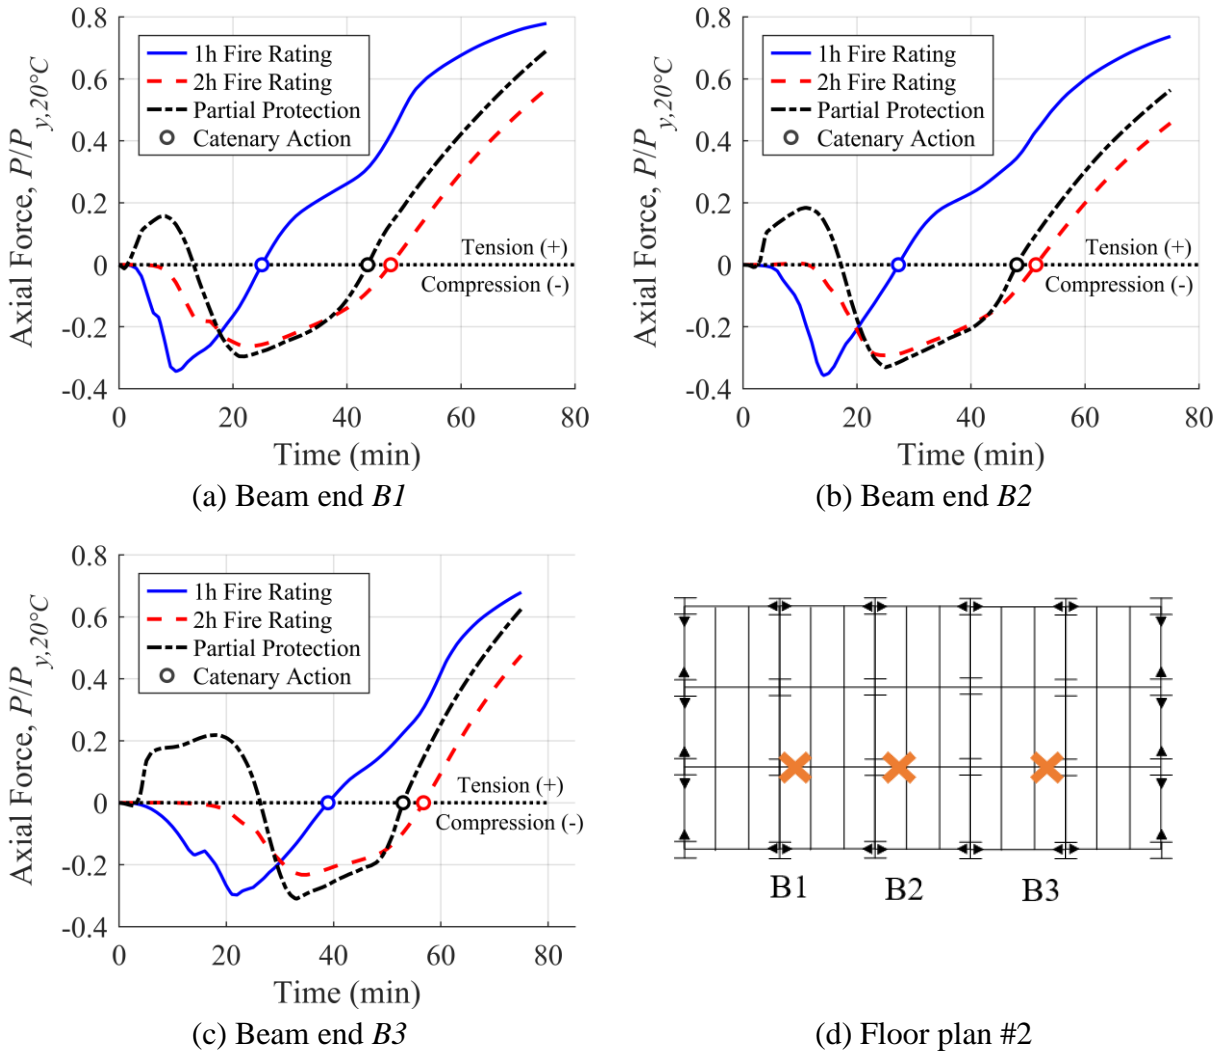 0.8
0.6
0.4
0.2
0
-0.2
-0.4
Axial Force, P/P_{y,20°C}
1h Fire Rating
2h Fire Rating
Partial Protection
Catenary Action
Tension (+)
Compression (-)
0 20 40 60 80
Time (min)
(a) Beam end B1
0.8
0.6
0.4
0.2
0
-0.2
-0.4
Axial Force, P/P_{y,20°C}
1h Fire Rating
2h Fire Rating
Partial Protection
Catenary Action
Tension (+)
Compression (-)
0 20 40 60 80
Time (min)
(b) Beam end B2
0.8
0.6
0.4
0.2
0
-0.2
-0.4
Axial Force, P/P_{y,20°C}
1h Fire Rating
2h Fire Rating
Partial Protection
Catenary Action
Tension (+)
Compression (-)
0 20 40 60 80
Time (min)
(c) Beam end B3
B1 B2 B3
(d) Floor plan #2